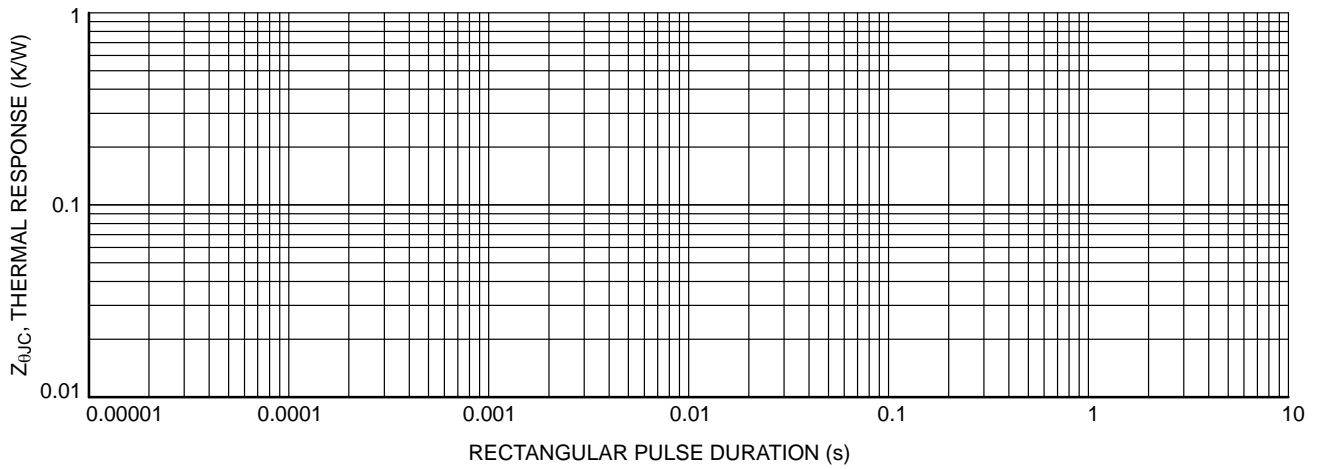 1
0.1
0.01
Z_θJC, THERMAL RESPONSE (K/W)
0.00001 0.0001 0.001 0.01 0.1 1 10
RECTANGULAR PULSE DURATION (s)